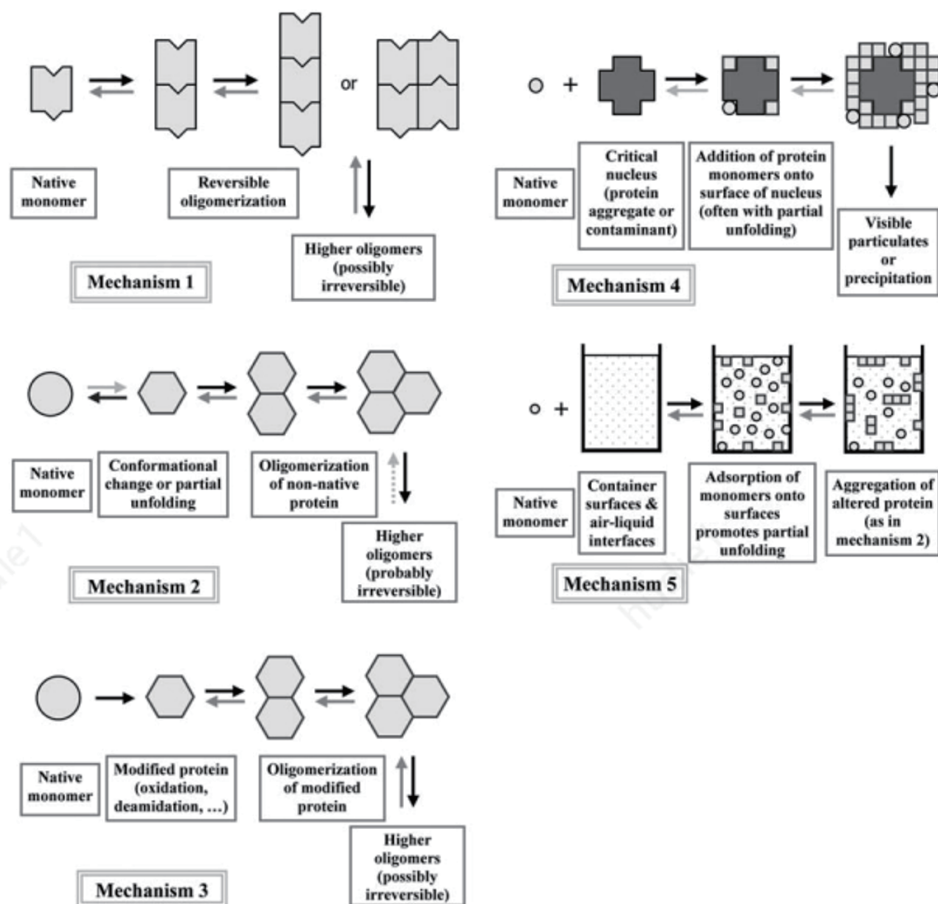 or
Native
monomer
Reversible
oligomerization
Higher oligomers
(possibly
irreversible)
Mechanism 1
Native
monomer
Conformational
change or partial
unfolding
Oligomerization
of non-native
protein
Higher
oligomers
(probably
irreversible)
Mechanism 2
Native
monomer
Modified protein
(oxidation,
deamidation, …)
Oligomerization
of modified
protein
Higher
oligomers
(possibly
irreversible)
Mechanism 3
+
Native
monomer
Critical
nucleus
(protein
aggregate or
contaminant)
Addition of protein
monomers onto
surface of nucleus
(often with partial
unfolding)
Visible
particulates
or
precipitation
Mechanism 4
+
Native
monomer
Container
surfaces &
air-liquid
interfaces
Adsorption of
monomers onto
surfaces
promotes partial
unfolding
Aggregation of
altered protein
(as in
mechanism 2)
Mechanism 5